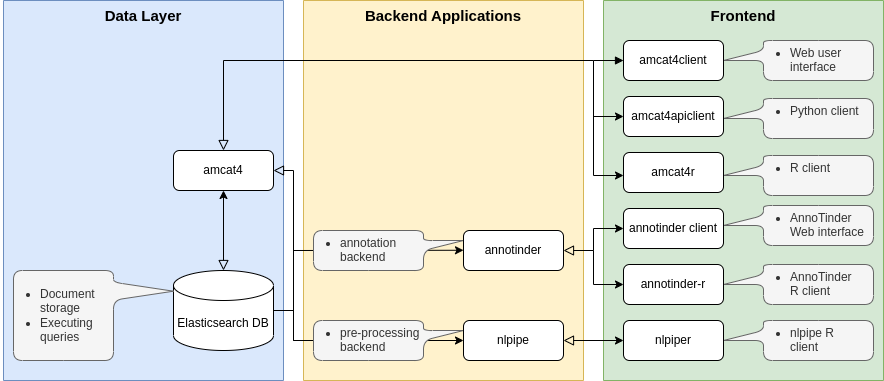 Data Layer
Backend Applications
Frontend
amcat4client
Web user
interface
amcat4apiclient
Python client
amcat4
amcat4r
R client
annotation
backend
annotinder
annotinder client
AnnoTinder
Web interface
Document
storage
Executing
queries
Elasticsearch DB
annotinder-r
AnnoTinder
R client
pre-processing
backend
nlpipe
nlpiper
nlpipe R
client